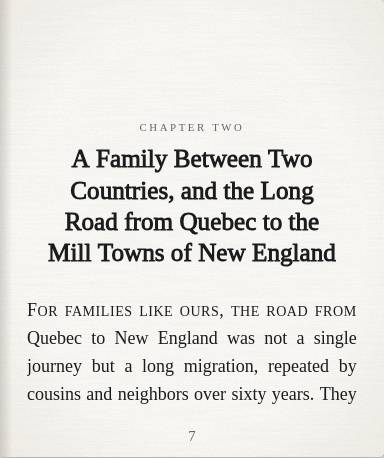 CHAPTER TWO
A Family Between Two
Countries, and the Long
Road from Quebec to the
Mill Towns of New England
FOR FAMILIES LIKE OURS, THE ROAD FROM
Quebec to New England was not a single
journey but a long migration, repeated by
cousins and neighbors over sixty years. They
7